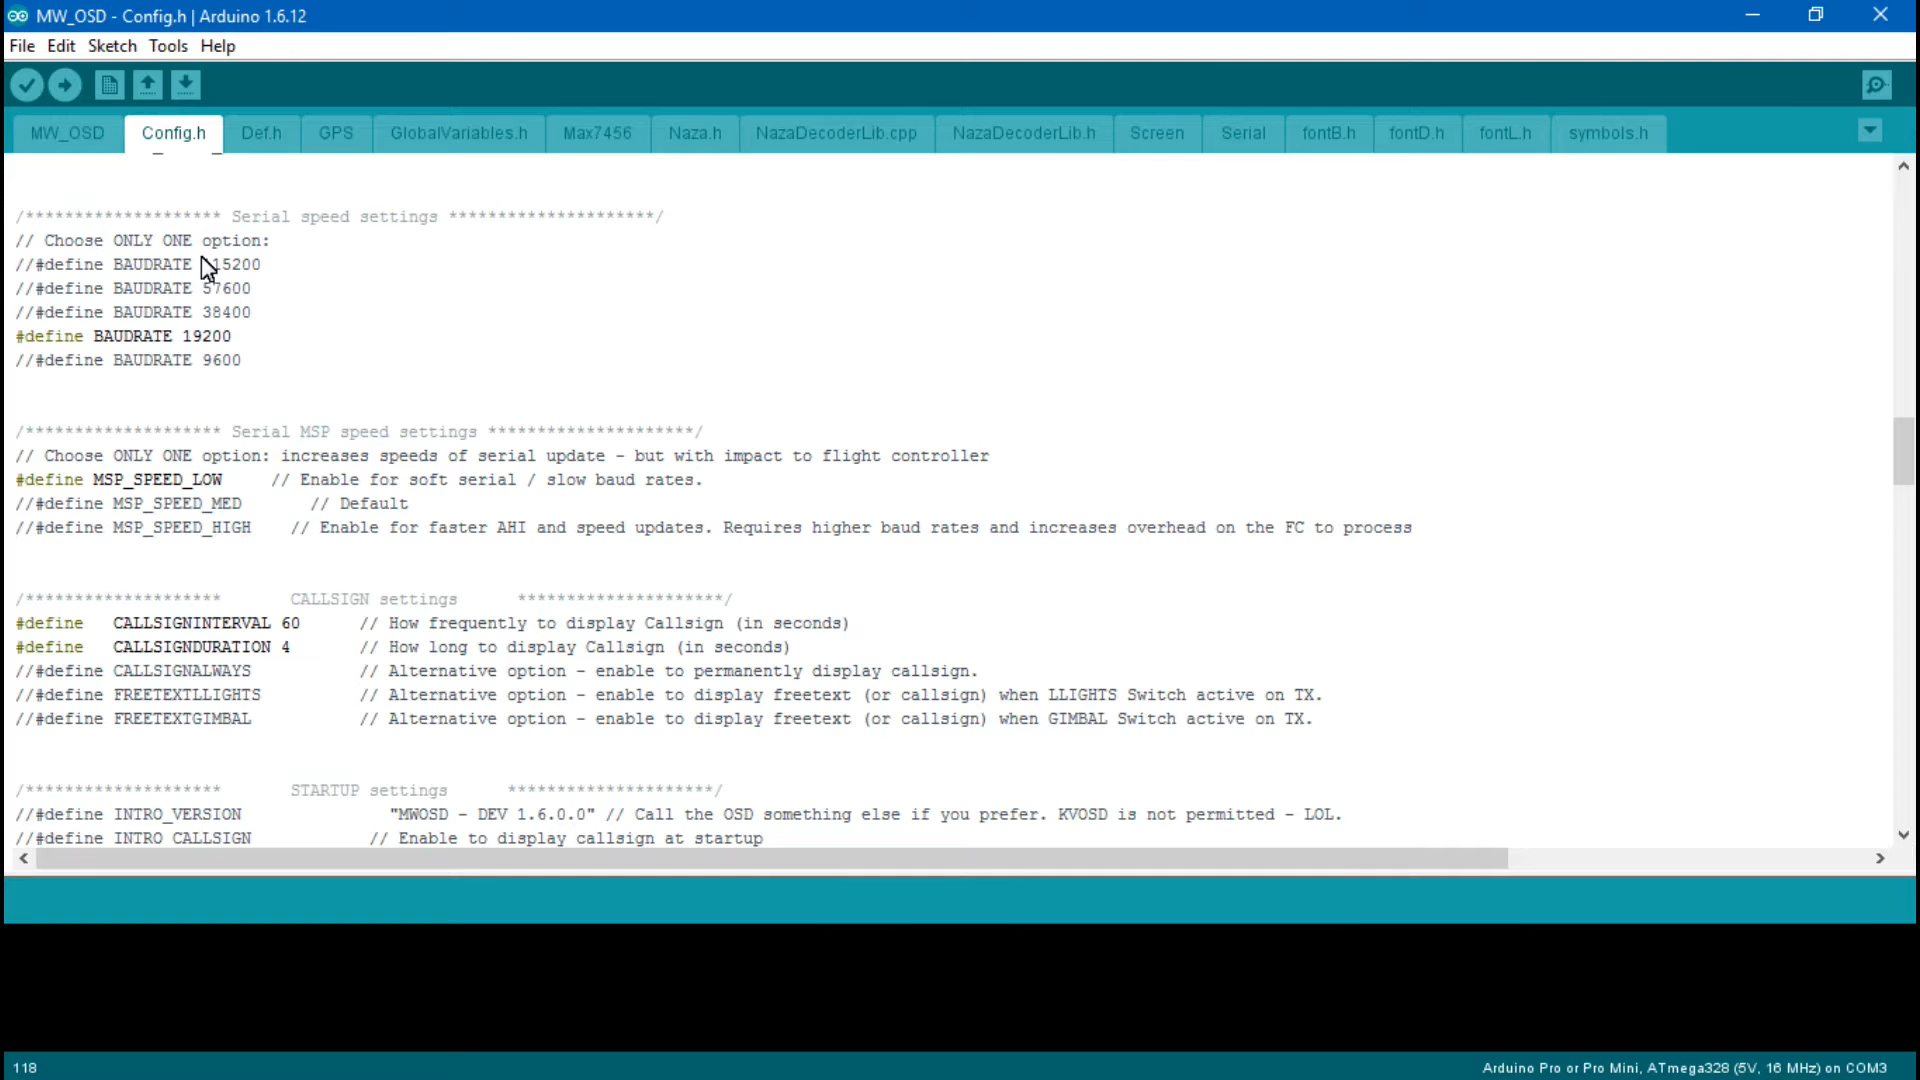 MW_OSD - Config.h | Arduino 1.6.12
File Edit Sketch Tools Help
MW_OSD Config.h Def.h GPS GlobalVariables.h Max7456 Naza.h NazaDecoderLib.cpp NazaDecoderLib.h Screen Serial fontB.h fontD.h fontL.h symbols.h
/******************** Serial speed settings *********************/
// Choose ONLY ONE option:
//#define BAUDRATE 15200
//#define BAUDRATE 57600
//#define BAUDRATE 38400
#define BAUDRATE 19200
//#define BAUDRATE 9600
/******************** Serial MSP speed settings *********************/
// Choose ONLY ONE option: increases speeds of serial update - but with impact to flight controller
#define MSP_SPEED_LOW // Enable for soft serial / slow baud rates.
//#define MSP_SPEED_MED // Default
//#define MSP_SPEED_HIGH // Enable for faster AHI and speed updates. Requires higher baud rates and increases overhead on the FC to process
/******************** CALLSIGN settings *********************/
#define CALLSIGNINTERVAL 60 // How frequently to display Callsign (in seconds)
#define CALLSIGNDURATION 4 // How long to display Callsign (in seconds)
//#define CALLSIGNALWAYS // Alternative option - enable to permanently display callsign.
//#define FREETEXTLLIGHTS // Alternative option - enable to display freetext (or callsign) when LLIGHTS Switch active on TX.
//#define FREETEXTGIMBAL // Alternative option - enable to display freetext (or callsign) when GIMBAL Switch active on TX.
/******************** STARTUP settings *********************/
//#define INTRO_VERSION "MWOSD - DEV 1.6.0.0" // Call the OSD something else if you prefer. KVOSD is not permitted - LOL.
//#define INTRO CALLSIGN // Enable to display callsign at startup
118 Arduino Pro or Pro Mini, ATmega328 (5V, 16 MHz) on COM3